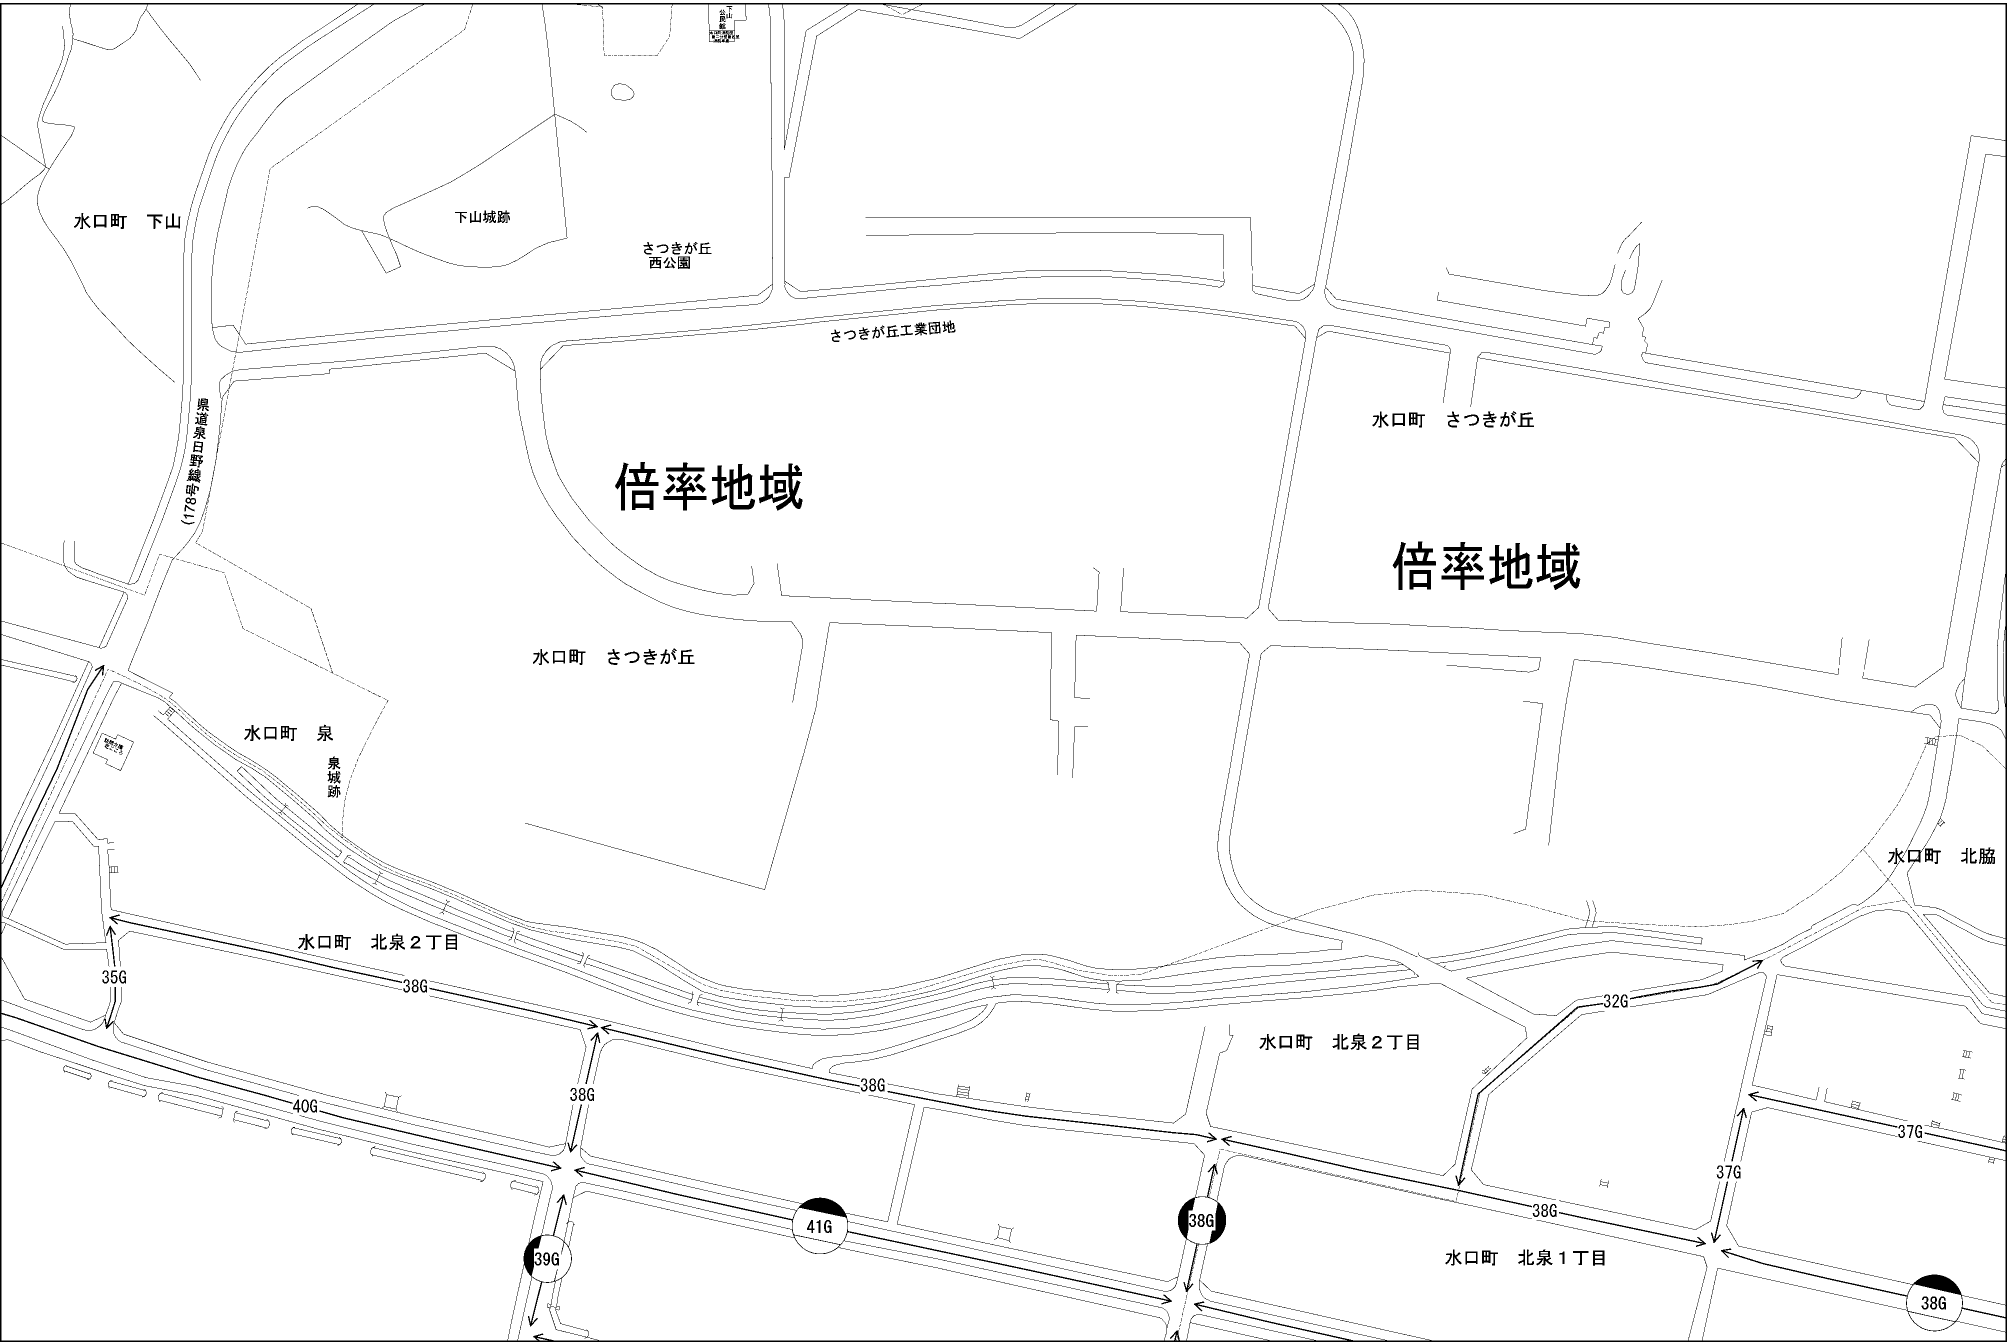 下山
公民館
水口町　下山
下山城跡
さつきが丘
西公園
さつきが丘工業団地
県道泉日野線
(178号)
水口町　さつきが丘
倍率地域
倍率地域
水口町　さつきが丘
水口町　泉
泉城跡
水口町　北脇
水口町　北泉２丁目
35G
38G
32G
水口町　北泉２丁目
38G
38G
40G
37G
37G
38G
41G
38G
39G
水口町　北泉１丁目
38G